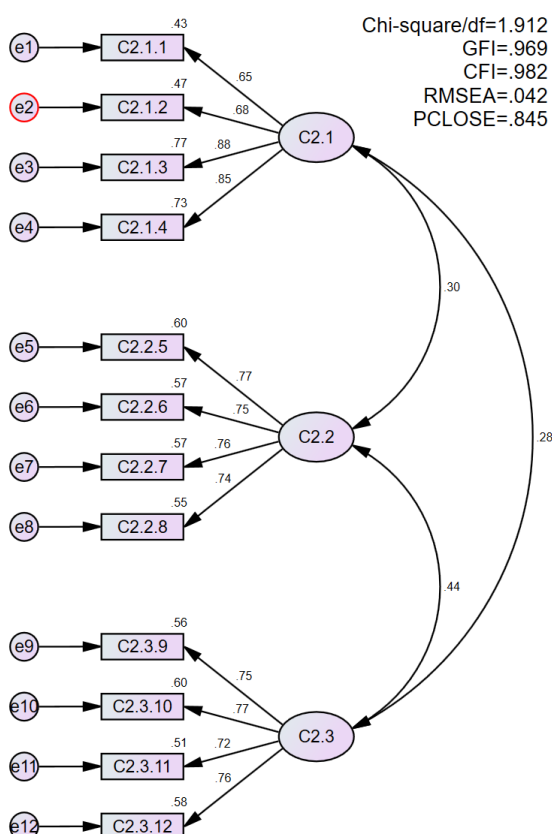 Chi-square/df=1.912
GFI=.969
CFI=.982
RMSEA=.042
PCLOSE=.845
.43
e1 C2.1.1
.65
.47
e2 C2.1.2
.68
C2.1
.77
.88
e3 C2.1.3
.85
.73
e4 C2.1.4
.30
.60
e5 C2.2.5
.77
.57
e6 C2.2.6
.75
C2.2
.28
.57
.76
e7 C2.2.7
.74
.55
e8 C2.2.8
.44
.56
e9 C2.3.9
.75
.60
e10 C2.3.10
.77
C2.3
.51
.72
e11 C2.3.11
.76
.58
e12 C2.3.12